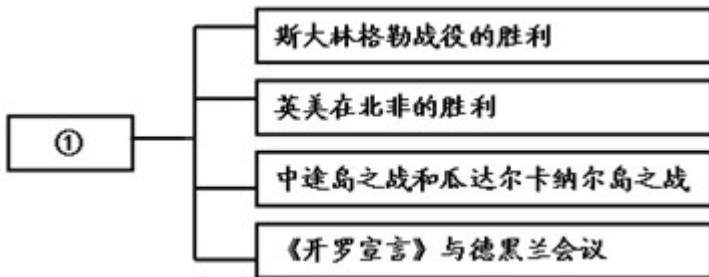 斯大林格勒战役的胜利
英美在北非的胜利
①
中途岛之战和瓜达尔卡纳尔岛之战
《开罗宣言》与德黑兰会议